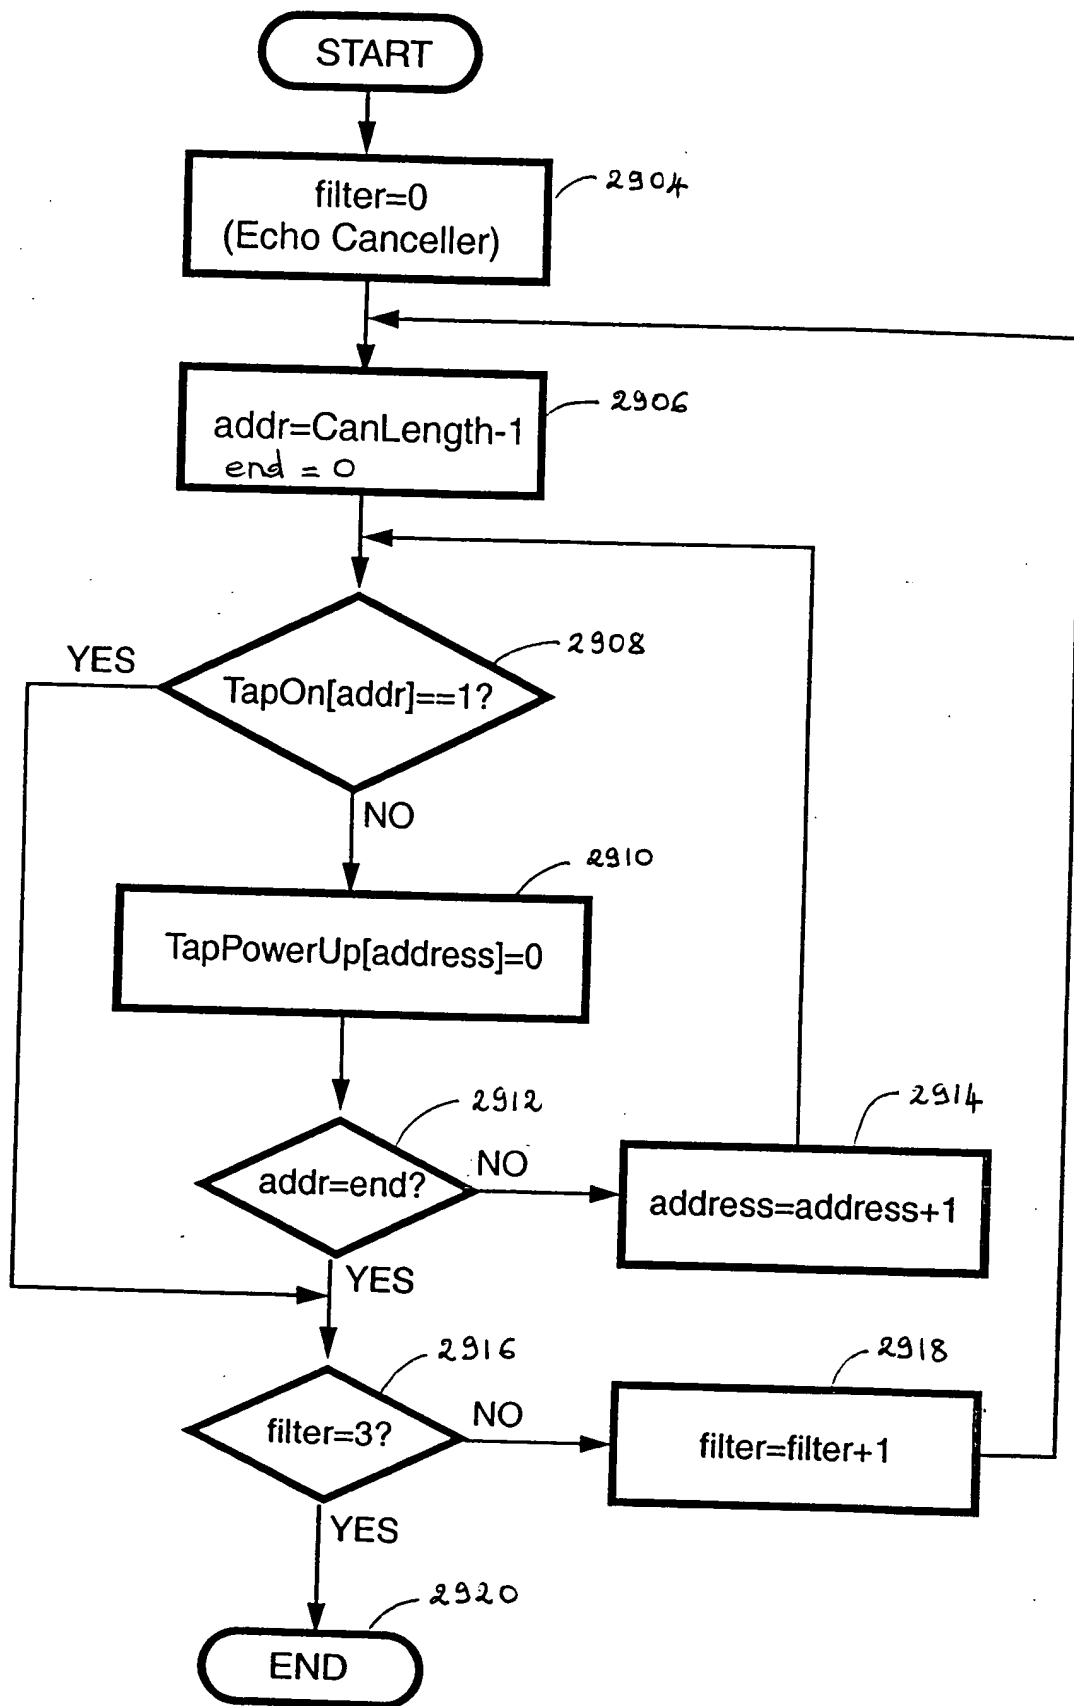 START
filter=0
(Echo Canceller)
2904
addr=CanLength-1
end = 0
2906
TapOn[addr]==1?
2908
YES
NO
TapPowerUp[address]=0
2910
addr=end?
2912
NO
YES
address=address+1
2914
filter=3?
2916
NO
YES
filter=filter+1
2918
END
2920